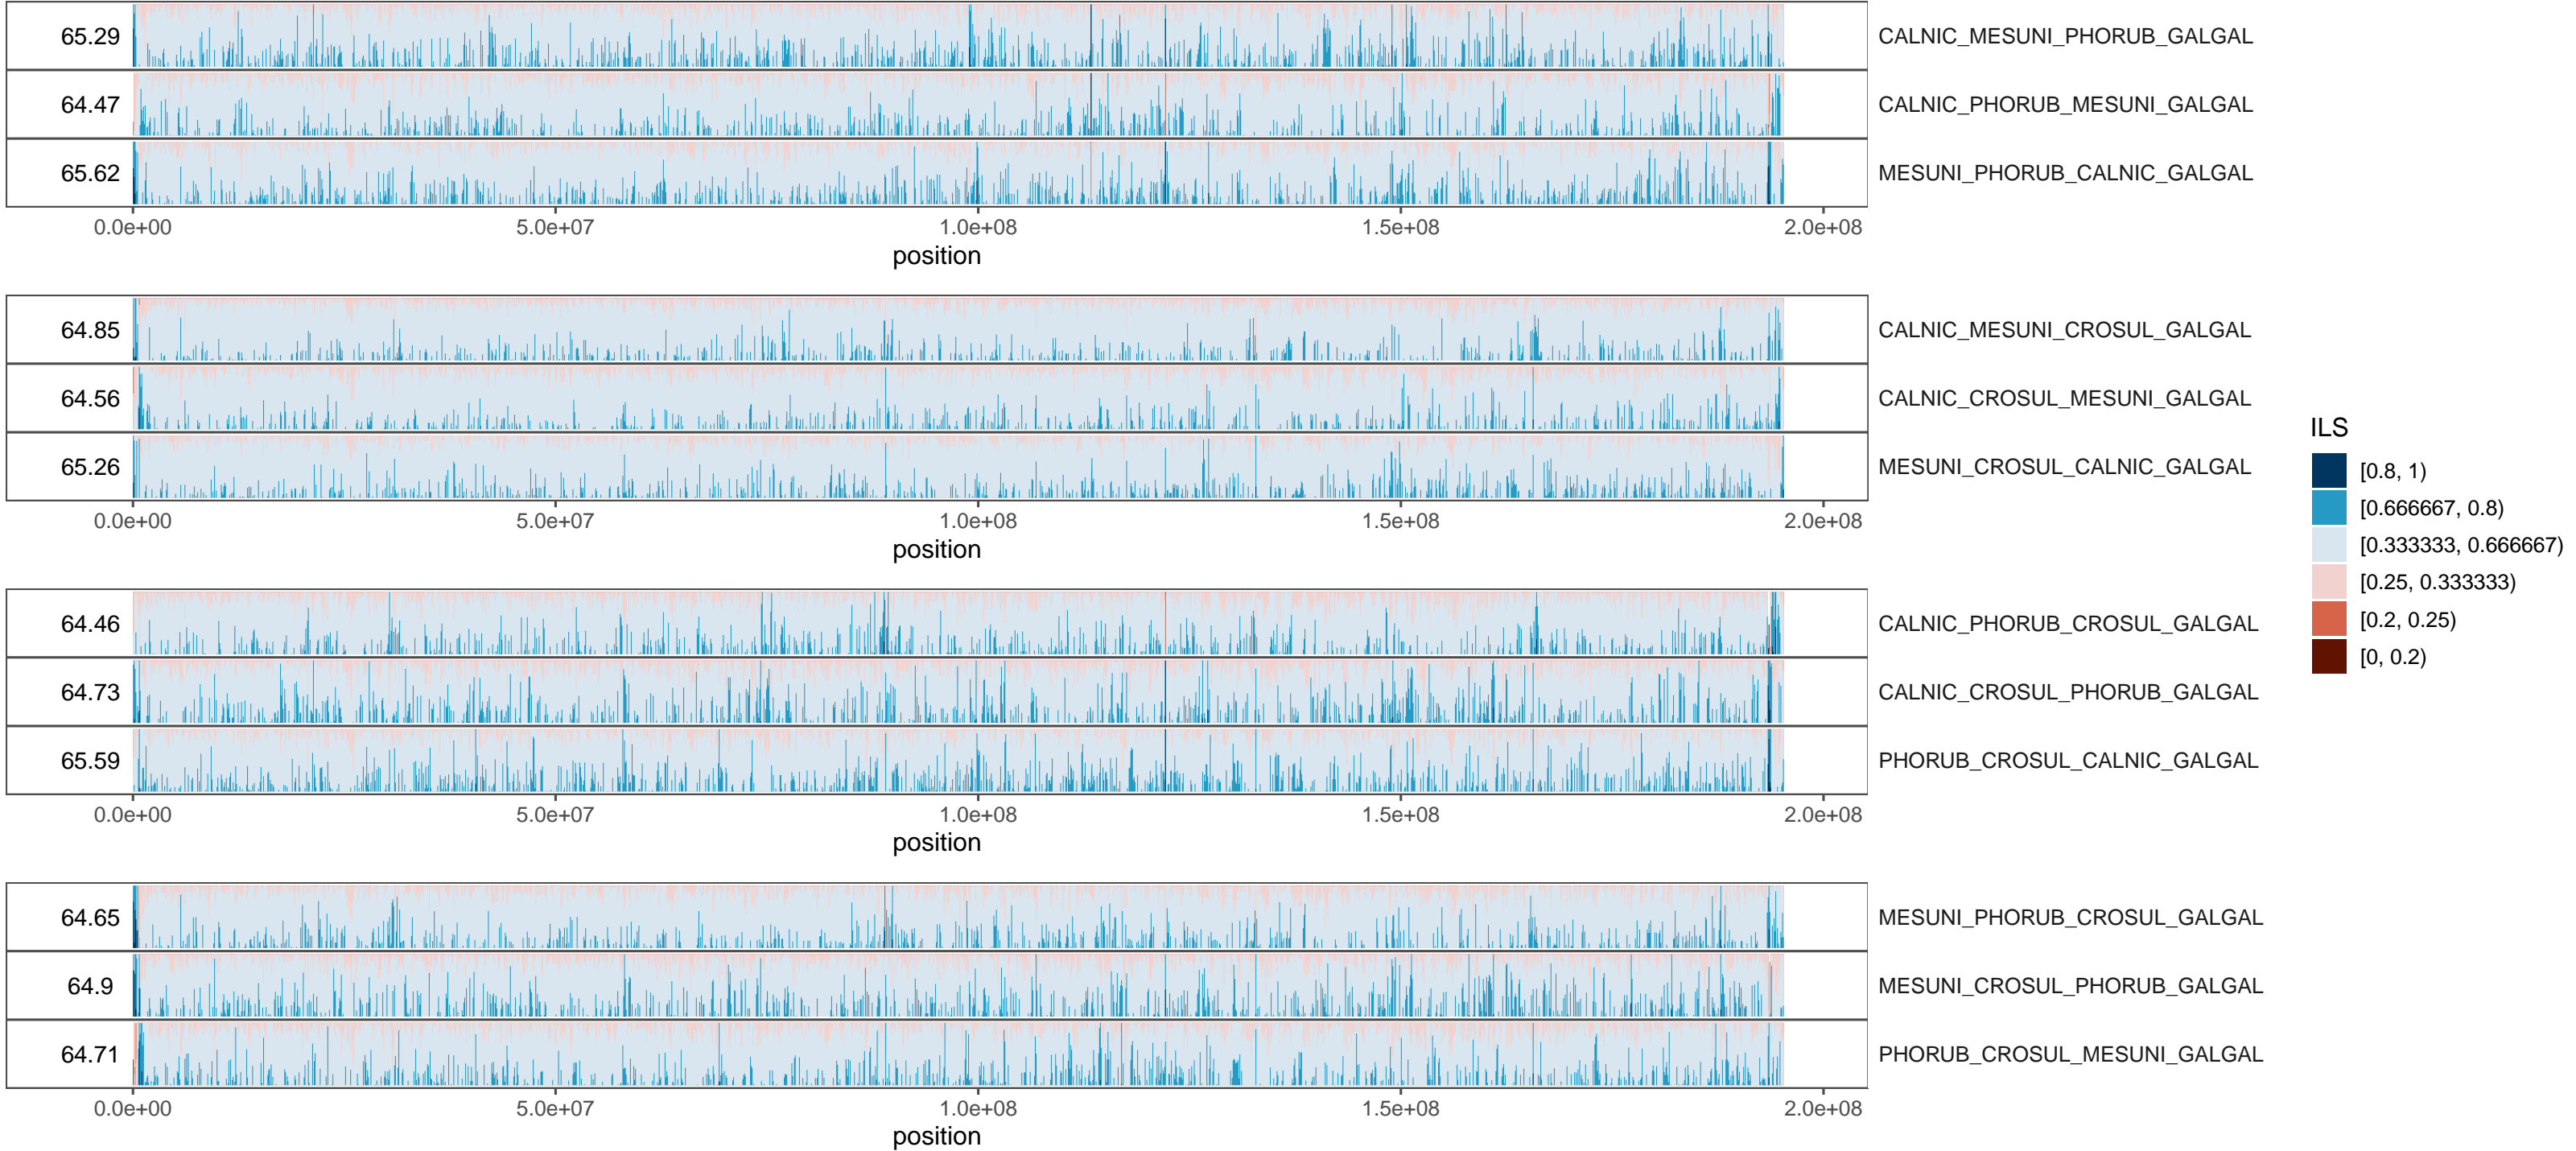 65.29 CALNIC_MESUNI_PHORUB_GALGAL
64.47 CALNIC_PHORUB_MESUNI_GALGAL
65.62 MESUNI_PHORUB_CALNIC_GALGAL
0.0e+00 5.0e+07 1.0e+08 1.5e+08 2.0e+08
position
64.85 CALNIC_MESUNI_CROSUL_GALGAL
64.56 CALNIC_CROSUL_MESUNI_GALGAL
65.26 MESUNI_CROSUL_CALNIC_GALGAL
0.0e+00 5.0e+07 1.0e+08 1.5e+08 2.0e+08
position
64.46 CALNIC_PHORUB_CROSUL_GALGAL
64.73 CALNIC_CROSUL_PHORUB_GALGAL
65.59 PHORUB_CROSUL_CALNIC_GALGAL
0.0e+00 5.0e+07 1.0e+08 1.5e+08 2.0e+08
position
64.65 MESUNI_PHORUB_CROSUL_GALGAL
64.9 MESUNI_CROSUL_PHORUB_GALGAL
64.71 PHORUB_CROSUL_MESUNI_GALGAL
0.0e+00 5.0e+07 1.0e+08 1.5e+08 2.0e+08
position
ILS
[0.8, 1)
[0.666667, 0.8)
[0.333333, 0.666667)
[0.25, 0.333333)
[0.2, 0.25)
[0, 0.2)